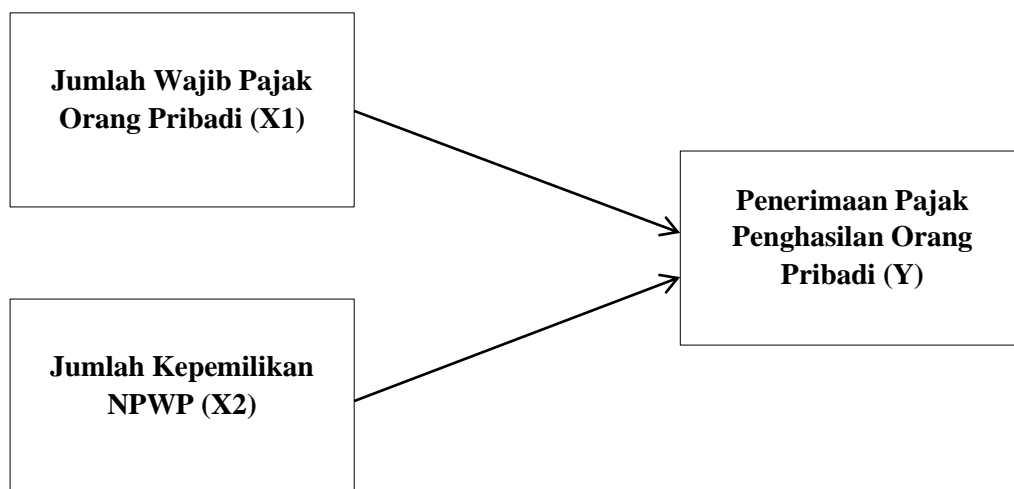 Jumlah Wajib Pajak
Orang Pribadi (X1)
Penerimaan Pajak
Penghasilan Orang
Pribadi (Y)
Jumlah Kepemilikan
NPWP (X2)